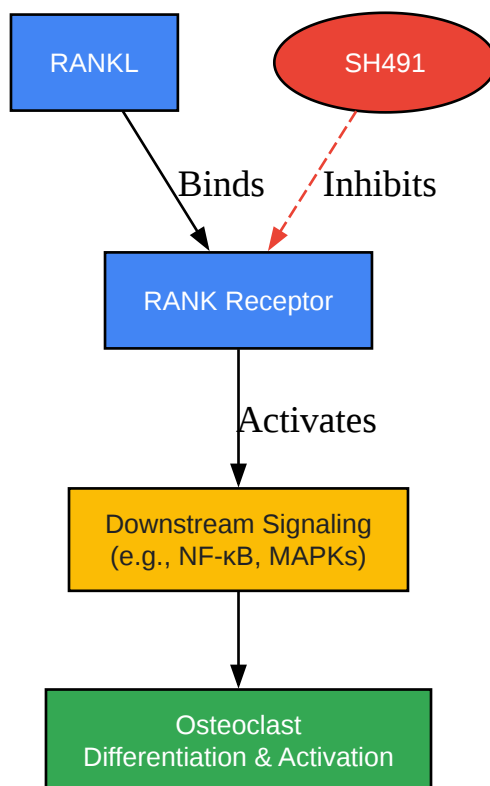 RANKL
SH491
Binds
Inhibits
RANK Receptor
Activates
Downstream Signaling
(e.g., NF-κB, MAPKs)
Osteoclast
Differentiation & Activation